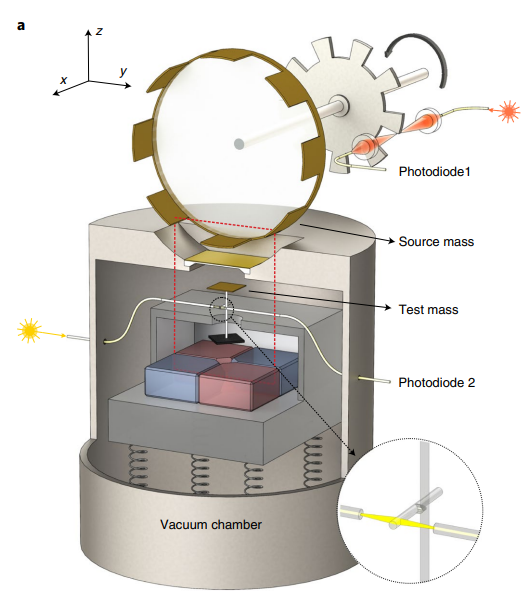 a
z
x
y
Photodiode1
Source mass
Test mass
Photodiode 2
Vacuum chamber